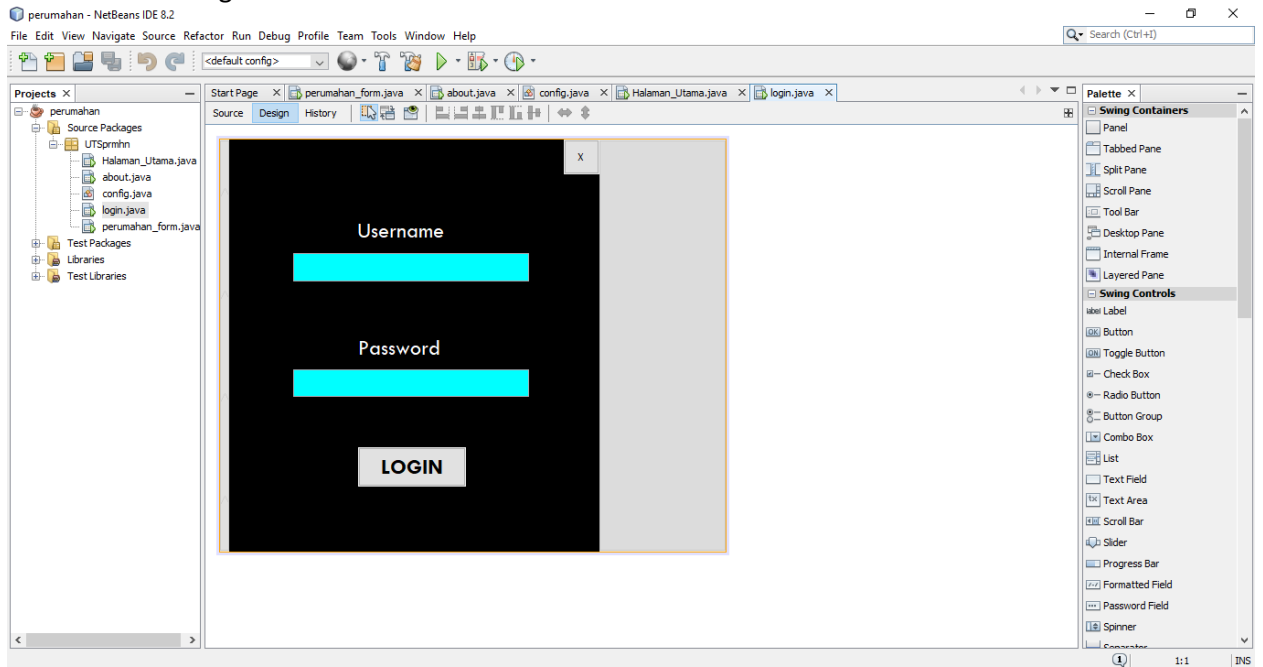 perumahan - NetBeans IDE 8.2
File Edit View Navigate Source Refactor Run Debug Profile Team Tools Window Help
Search (Ctrl+I)
<default config>
Projects
perumahan
Source Packages
UTSprmhn
Halaman_Utama.java
about.java
config.java
login.java
perumahan_form.java
Test Packages
Libraries
Test Libraries
Start Page perumahan_form.java about.java config.java Halaman_Utama.java login.java
Source Design History
X
Username
Password
LOGIN
Palette
Swing Containers
Panel
Tabbed Pane
Split Pane
Scroll Pane
Tool Bar
Desktop Pane
Internal Frame
Layered Pane
Swing Controls
label Label
OK Button
ON Toggle Button
Check Box
Radio Button
Button Group
Combo Box
List
Text Field
Text Area
Scroll Bar
Slider
Progress Bar
Formatted Field
Password Field
Spinner
Separator
1 1:1 INS